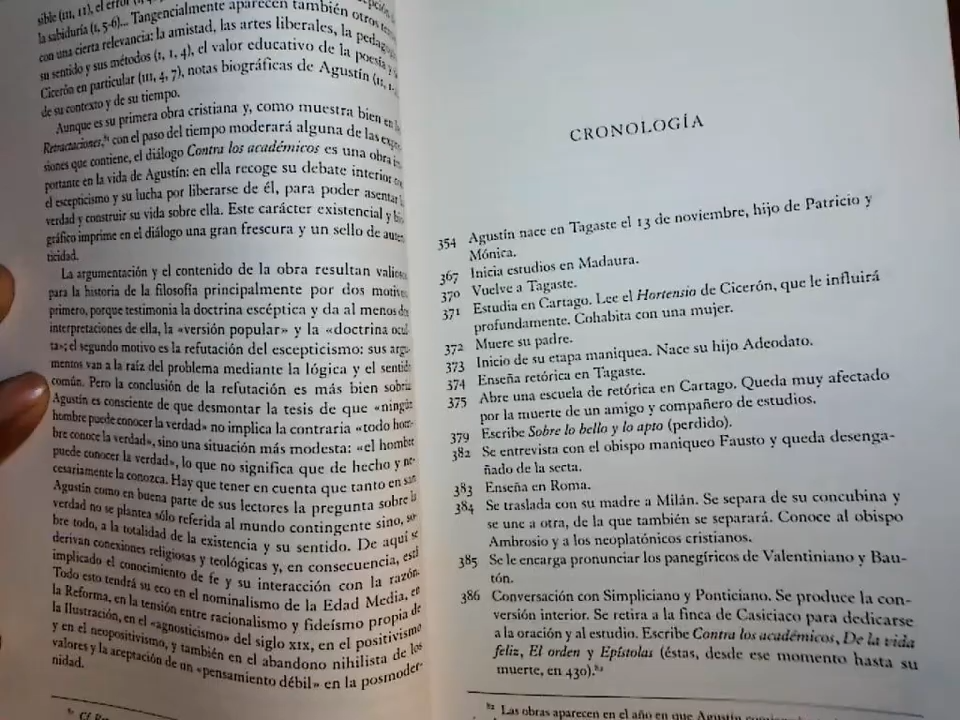 sible (III, 11), el error
la sabiduría (I, 5-6)... Tangencialmente aparecen también otros
con una cierta relevancia: la amistad, las artes liberales, la
su sentido y sus métodos (I, 1, 4), el valor educativo de la poesía y
Cicerón en particular (III, 4, 7), notas biográficas de Agustín
de su contexto y de su tiempo.
Aunque es su primera obra cristiana y, como muestra bien en
Retractaciones,⁸¹ con el paso del tiempo moderará alguna de las
siones que contiene, el diálogo Contra los académicos es una obra
portante en la vida de Agustín: en ella recoge su debate interior
el escepticismo y su lucha por liberarse de él, para poder asentar
verdad y construir su vida sobre ella. Este carácter existencial y
gráfico imprime en el diálogo una gran frescura y un sello de
ticidad.
La argumentación y el contenido de la obra resultan
para la historia de la filosofía principalmente por dos
primero, porque testimonia la doctrina escéptica y da al menos
interpretaciones de ella, la «versión popular» y la «doctrina
ta»; el segundo motivo es la refutación del escepticismo: sus
mentos van a la raíz del problema mediante la lógica y el sentido
común. Pero la conclusión de la refutación es más bien
Agustín es consciente de que desmontar la tesis de que «ningún
hombre puede conocer la verdad» no implica la contraria «todo
bre conoce la verdad», sino una situación más modesta: «el hombre
puede conocer la verdad», lo que no significa que de hecho y ne-
cesariamente la conozca. Hay que tener en cuenta que tanto en san
Agustín como en buena parte de sus lectores la pregunta sobre la
verdad no se plantea sólo referida al mundo contingente sino, so-
bre todo, a la totalidad de la existencia y su sentido. De aquí se
derivan conexiones religiosas y teológicas y, en consecuencia, está
implicado el conocimiento de fe y su interacción con la razón.
Todo esto tendrá su eco en el nominalismo de la Edad Media, en
la Reforma, en la tensión entre racionalismo y fideísmo propia de
la Ilustración, en el «agnosticismo» del siglo XIX, en el positivismo
y en el neopositivismo, y también en el abandono nihilista de los
valores y la aceptación de un «pensamiento débil» en la posmoder-
nidad.
CRONOLOGÍA
354 Agustín nace en Tagaste el 13 de noviembre, hijo de Patricio y
Mónica.
367 Inicia estudios en Madaura.
370 Vuelve a Tagaste.
371 Estudia en Cartago. Lee el Hortensio de Cicerón, que le influirá
profundamente. Cohabita con una mujer.
372 Muere su padre.
373 Inicio de su etapa maniquea. Nace su hijo Adeodato.
374 Enseña retórica en Tagaste.
375 Abre una escuela de retórica en Cartago. Queda muy afectado
por la muerte de un amigo y compañero de estudios.
379 Escribe Sobre lo bello y lo apto (perdido).
382 Se entrevista con el obispo maniqueo Fausto y queda desenga-
ñado de la secta.
383 Enseña en Roma.
384 Se traslada con su madre a Milán. Se separa de su concubina y
se une a otra, de la que también se separará. Conoce al obispo
Ambrosio y a los neoplatónicos cristianos.
385 Se le encarga pronunciar los panegíricos de Valentiniano y Bau-
tón.
386 Conversación con Simpliciano y Ponticiano. Se produce la con-
versión interior. Se retira a la finca de Casiciaco para dedicarse
a la oración y al estudio. Escribe Contra los académicos, De la vida
feliz, El orden y Epístolas (éstas, desde ese momento hasta su
muerte, en 430).⁸²
⁸² Las obras aparecen en el año en que Agustín